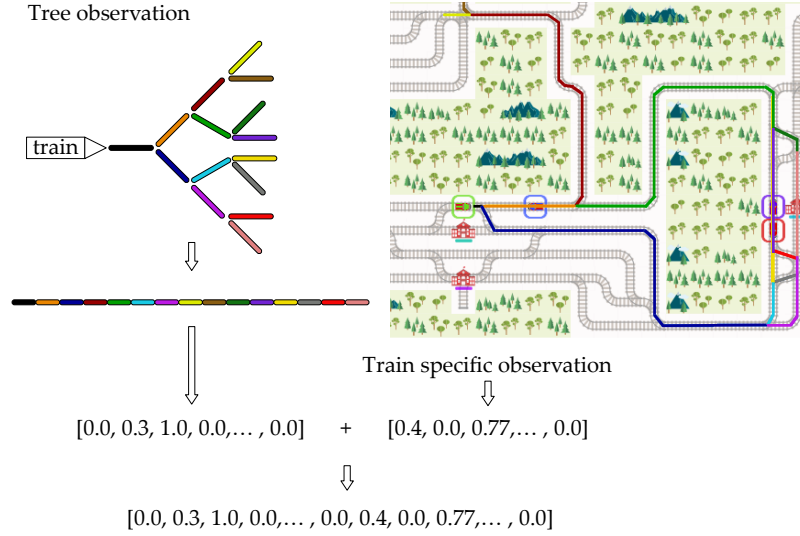 Tree observation
train
Train specific observation
[0.0, 0.3, 1.0, 0.0,… , 0.0] + [0.4, 0.0, 0.77,… , 0.0]
[0.0, 0.3, 1.0, 0.0,… , 0.0, 0.4, 0.0, 0.77,… , 0.0]